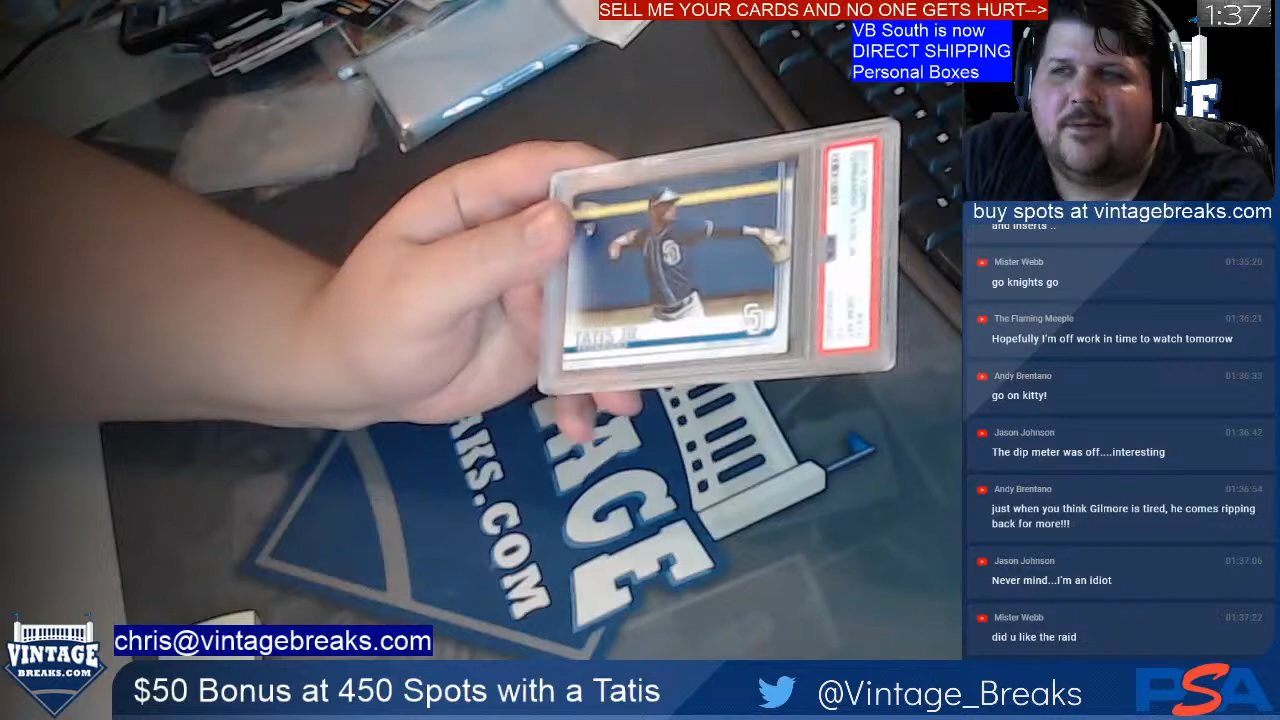 SELL ME YOUR CARDS AND NO ONE GETS HURT-->
VB South is now
DIRECT SHIPPING
Personal Boxes
1:37
buy spots at vintagebreaks.com
and inserts ..
Mister Webb 01:35:20
go knights go
The Flaming Meeple 01:36:21
Hopefully I'm off work in time to watch tomorrow
Andy Brentano 01:36:33
go on kitty!
Jason Johnson 01:36:42
The dip meter was off....interesting
Andy Brentano 01:36:54
just when you think Gilmore is tired, he comes ripping
back for more!!!
Jason Johnson 01:37:06
Never mind...I'm an idiot
Mister Webb 01:37:22
did u like the raid
TATIS JR
SD
AKS.COM
AGE
chris@vintagebreaks.com
VINTAGE
BREAKS.COM
$50 Bonus at 450 Spots with a Tatis
@Vintage_Breaks
PSA